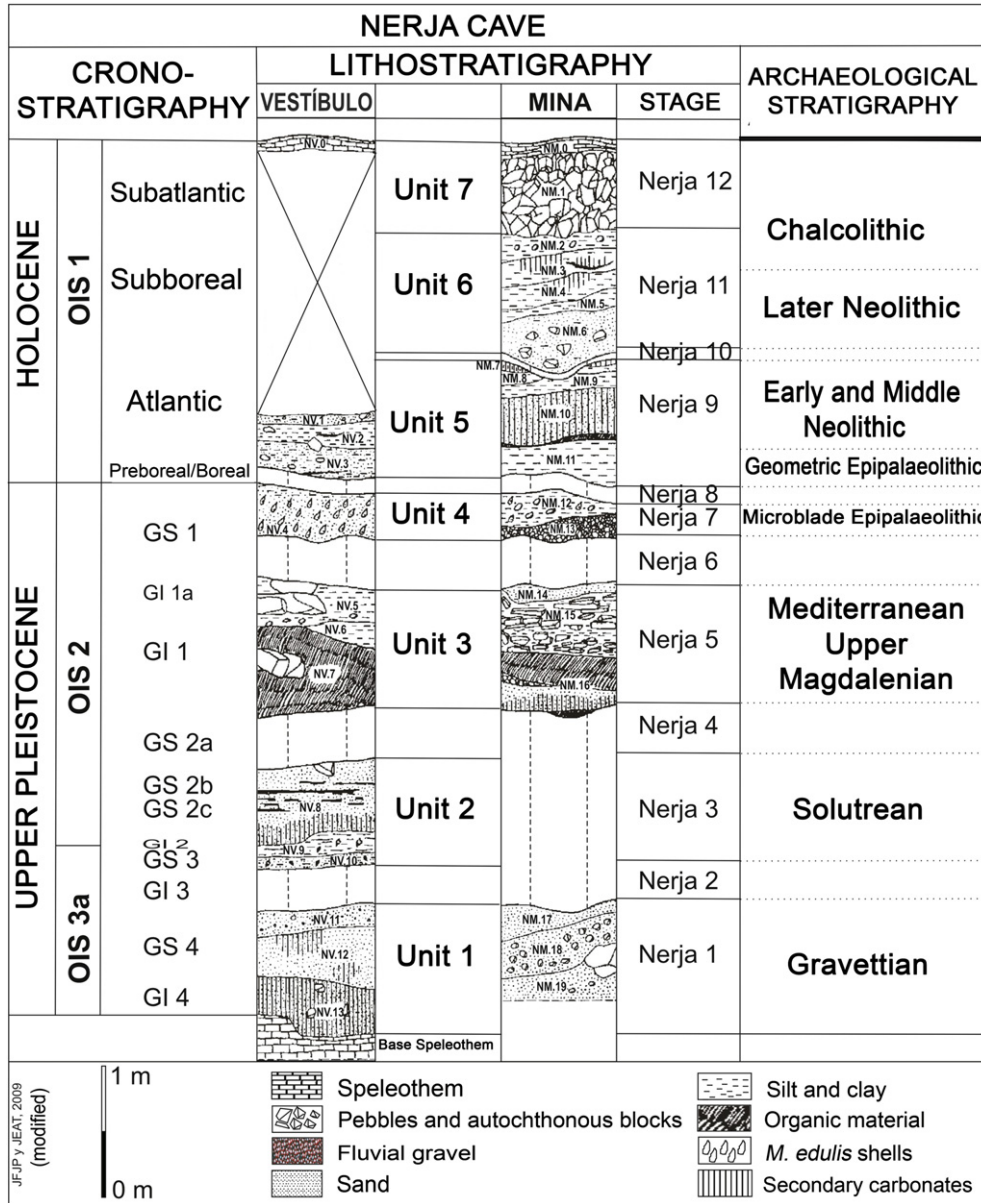 NERJA CAVE
CRONO-
STRATIGRAPHY
LITHOSTRATIGRAPHY
VESTÍBULO
MINA
STAGE
ARCHAEOLOGICAL
STRATIGRAPHY
HOLOCENE
UPPER PLEISTOCENE
OIS 1
OIS 2
OIS 3a
Subatlantic
Subboreal
Atlantic
Preboreal/Boreal
GS 1
GI 1a
GI 1
GS 2a
GS 2b
GS 2c
GI 2
GS 3
GI 3
GS 4
GI 4
NV.0
NV.1
NV.2
NV.3
NV.4
NV.5
NV.6
NV.7
NV.8
NV.9
NV.10
NV.11
NV.12
NV.13
Unit 7
Unit 6
Unit 5
Unit 4
Unit 3
Unit 2
Unit 1
Base Speleothem
NM.0
NM.1
NM.2
NM.3
NM.4
NM.5
NM.6
NM.7
NM.8
NM.9
NM.10
NM.11
NM.12
NM.13
NM.14
NM.15
NM.16
NM.17
NM.18
NM.19
Nerja 12
Nerja 11
Nerja 10
Nerja 9
Nerja 8
Nerja 7
Nerja 6
Nerja 5
Nerja 4
Nerja 3
Nerja 2
Nerja 1
Chalcolithic
Later Neolithic
Early and Middle
Neolithic
Geometric Epipalaeolithic
Microblade Epipalaeolithic
Mediterranean
Upper
Magdalenian
Solutrean
Gravettian
JFJP y JEAT, 2009
(modified)
1 m
0 m
Speleothem
Pebbles and autochthonous blocks
Fluvial gravel
Sand
Silt and clay
Organic material
M. edulis shells
Secondary carbonates